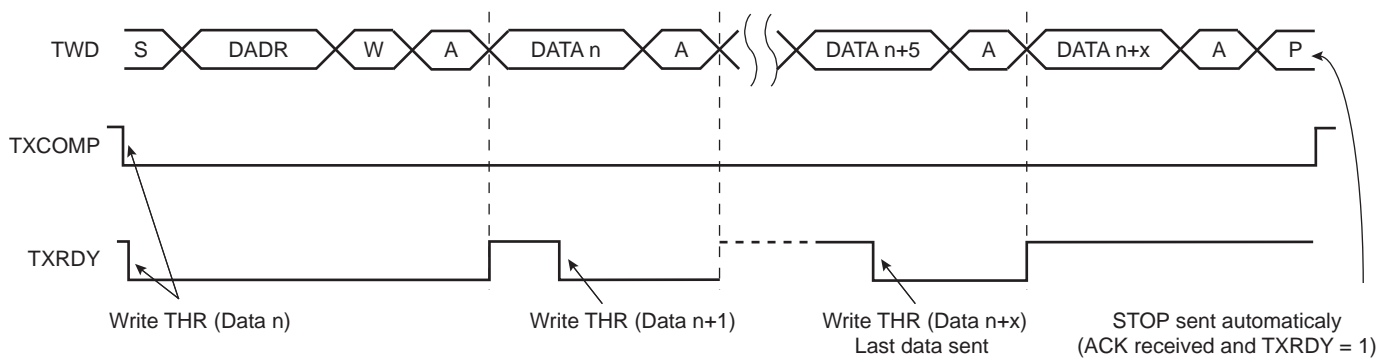 TWD S DADR W A DATA n A DATA n+5 A DATA n+x A P
TXCOMP
TXRDY
Write THR (Data n)
Write THR (Data n+1)
Write THR (Data n+x)
Last data sent
STOP sent automaticaly
(ACK received and TXRDY = 1)